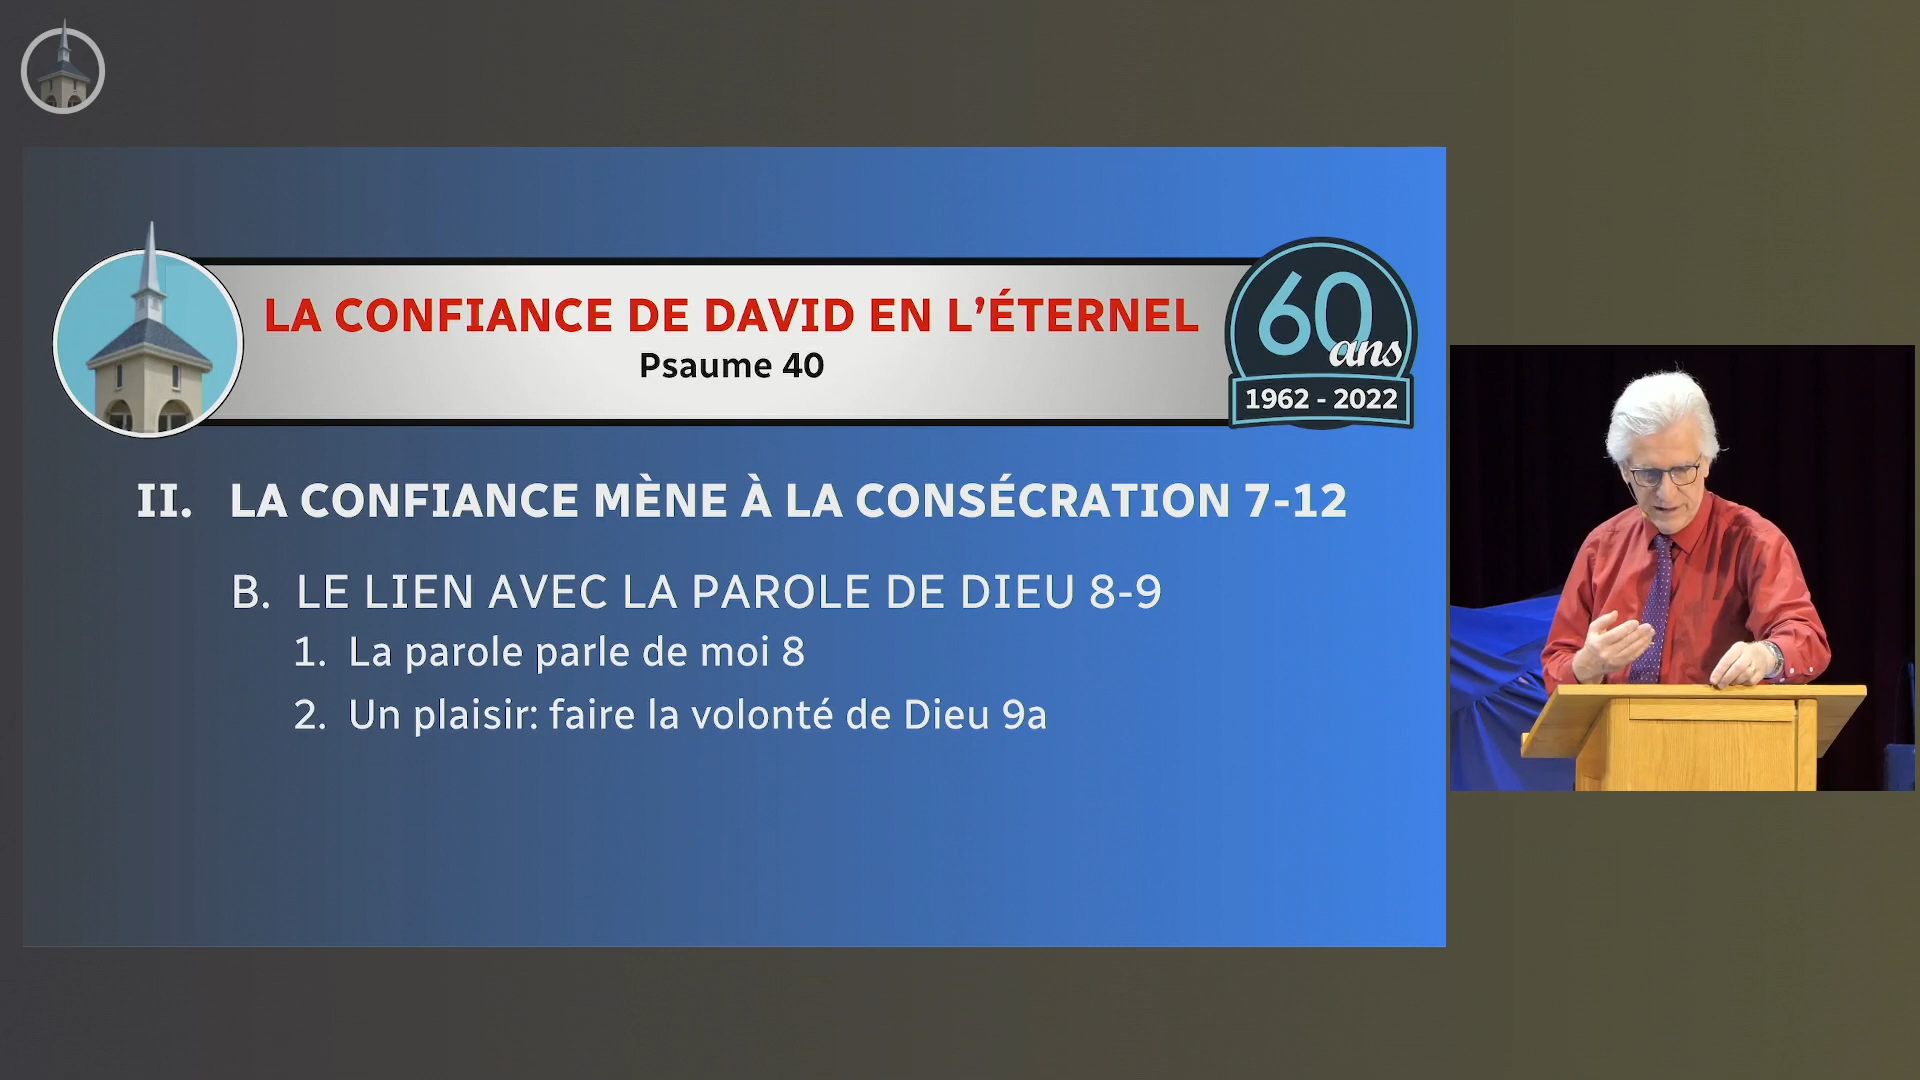 LA CONFIANCE DE DAVID EN L’ÉTERNEL
Psaume 40
60
ans
1962 - 2022
II. LA CONFIANCE MÈNE À LA CONSÉCRATION 7-12
B. LE LIEN AVEC LA PAROLE DE DIEU 8-9
1. La parole parle de moi 8
2. Un plaisir: faire la volonté de Dieu 9a